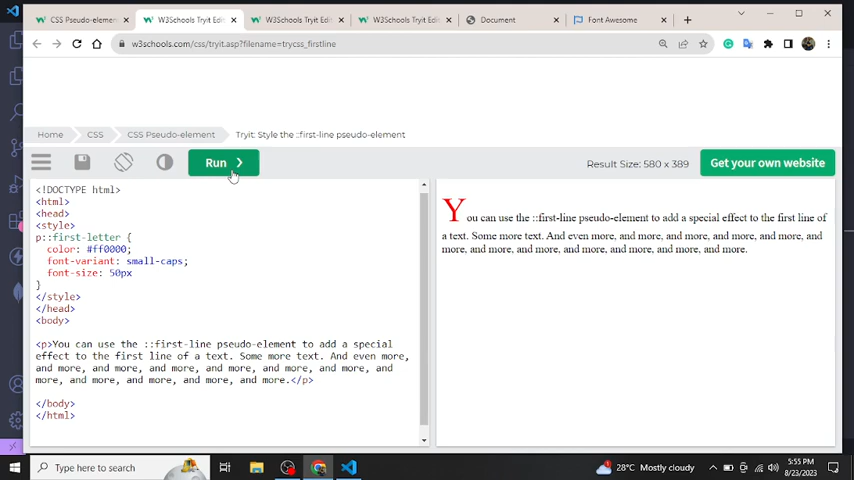 CSS Pseudo-elemen
W3Schools Tryit Edit
W3Schools Tryit Edi
W3Schools Tryit Edi
Document
Font Awesome
w3schools.com/css/tryit.asp?filename=trycss_firstline
Home
CSS
CSS Pseudo-element
Tryit: Style the ::first-line pseudo-element
Run ❯
Result Size: 580 x 389
Get your own website
<!DOCTYPE html>
<html>
<head>
<style>
p::first-letter {
color: #ff0000;
font-variant: small-caps;
font-size: 50px
}
</style>
</head>
<body>
<p>You can use the ::first-line pseudo-element to add a special
effect to the first line of a text. Some more text. And even more,
and more, and more, and more, and more, and more, and more, and
more, and more, and more, and more, and more.</p>
</body>
</html>
You can use the ::first-line pseudo-element to add a special effect to the first line of
a text. Some more text. And even more, and more, and more, and more, and more, and
more, and more, and more, and more, and more, and more, and more.
Type here to search
28°C Mostly cloudy
5:55 PM
8/23/2023